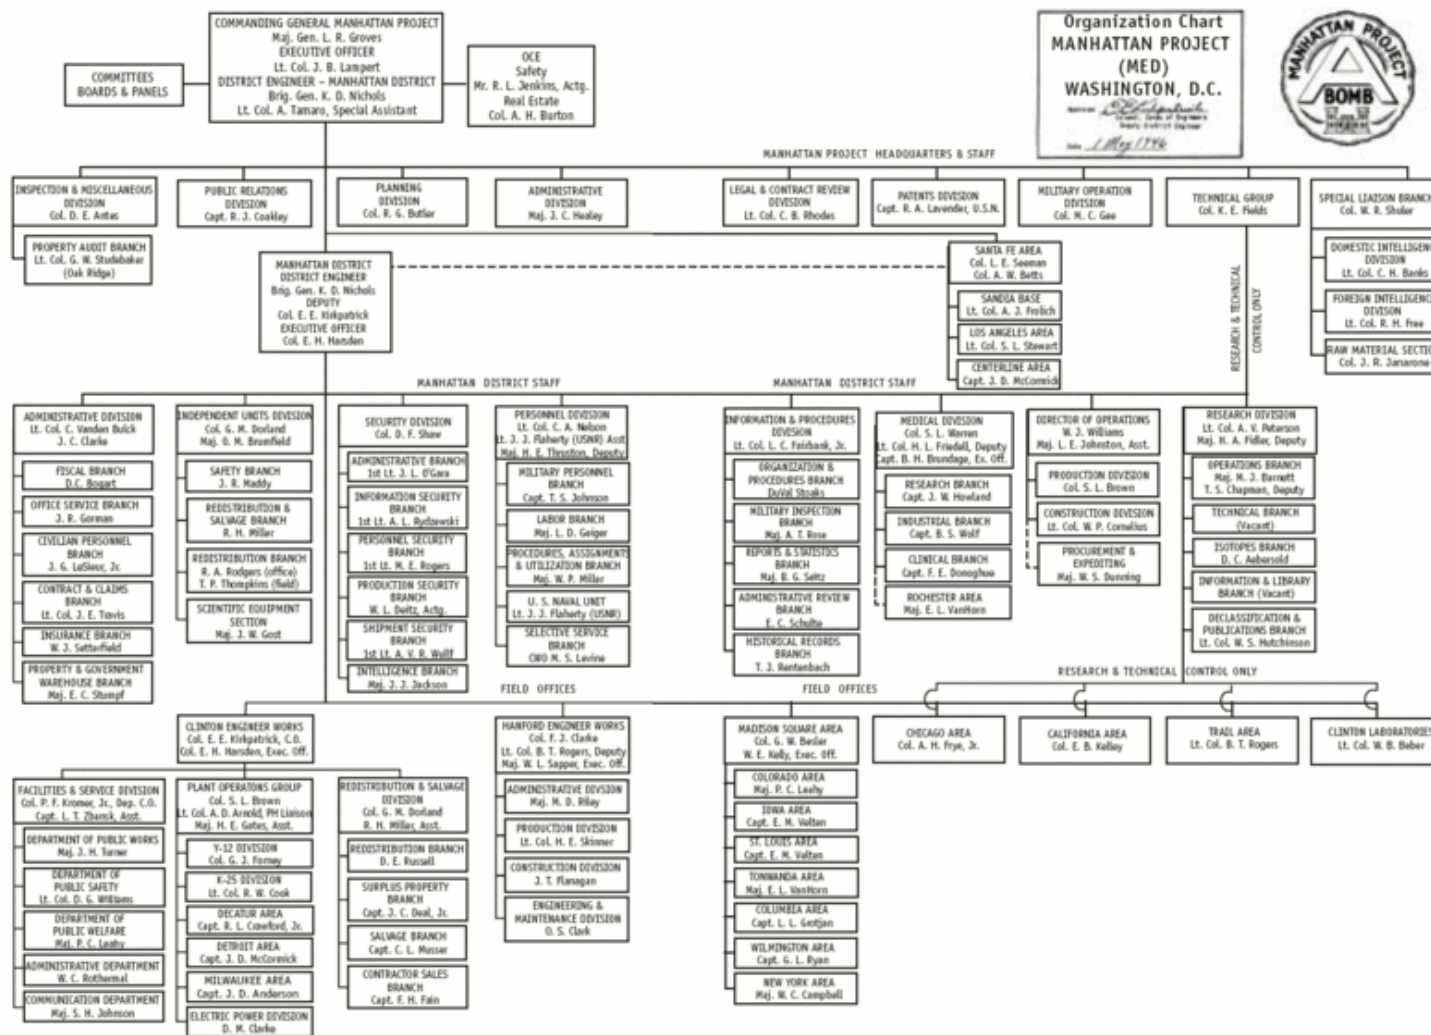 COMMANDING GENERAL MANHATTAN PROJECT
Maj. Gen. L. R. Groves
EXECUTIVE OFFICER
Lt. Col. J. B. Lampert
DISTRICT ENGINEER – MANHATTAN DISTRICT
Brig. Gen. K. D. Nichols
Lt. Col. A. Tamaro, Special Assistant
COMMITTEES
BOARDS & PANELS
OCE
Safety
Mr. R. L. Jenkins, Actg.
Real Estate
Col. A. H. Burton
Organization Chart
MANHATTAN PROJECT
(MED)
WASHINGTON, D.C.
1 May 1946
MANHATTAN PROJECT
A
BOMB
MANHATTAN PROJECT HEADQUARTERS & STAFF
INSPECTION & MISCELLANEOUS
DIVISION
Col. D. E. Antes
PROPERTY AUDIT BRANCH
Lt. Col. G. W. Studebaker
(Oak Ridge)
PUBLIC RELATIONS
DIVISION
Capt. R. J. Coakley
PLANNING
DIVISION
Col. R. G. Butler
ADMINISTRATIVE
DIVISION
Maj. J. C. Healey
LEGAL & CONTRACT REVIEW
DIVISION
Lt. Col. C. B. Rhodes
PATENTS DIVISION
Capt. R. A. Lavender, U.S.N.
MILITARY OPERATION
DIVISION
Col. M. C. Gee
TECHNICAL GROUP
Col. K. E. Fields
SPECIAL LIAISON BRANCH
Col. W. R. Shuler
DOMESTIC INTELLIGENC
DIVISION
Lt. Col. C. H. Banks
FOREIGN INTELLIGENC
DIVISON
Lt. Col. R. H. Free
RAW MATERIAL SECTIO
Col. J. R. Janarone
MANHATTAN DISTRICT
DISTRICT ENGINEER
Brig. Gen. K. D. Nichols
DEPUTY
Col. E. E. Kirkpatrick
EXECUTIVE OFFICER
Col. E. H. Marsden
SANTA FE AREA
Col. L. E. Seeman
Col. A. W. Betts
SANDIA BASE
Lt. Col. A. J. Frolich
LOS ANGELES AREA
Lt. Col. S. L. Stewart
CENTERLINE AREA
Capt. J. D. McCormick
RESEARCH & TECHNICAL
CONTROL ONLY
MANHATTAN DISTRICT STAFF
MANHATTAN DISTRICT STAFF
ADMINISTRATIVE DIVISION
Lt. Col. C. Vanden Bulck
J. C. Clarke
FISCAL BRANCH
D.C. Bogart
OFFICE SERVICE BRANCH
J. R. Gorman
CIVILIAN PERSONNEL
BRANCH
J. G. LeSieur, Jr.
CONTRACT & CLAIMS
BRANCH
Lt. Col. J. E. Travis
INSURANCE BRANCH
W. J. Setterfield
PROPERTY & GOVERNMENT
WAREHOUSE BRANCH
Maj. E. C. Stumpf
INDEPENDENT UNITS DIVISION
Col. G. M. Dorland
Maj. O. M. Brumfield
SAFETY BRANCH
J. R. Maddy
REDISTRIBUTION &
SALVAGE BRANCH
R. H. Miller
REDISTRIBUTION BRANCH
R. A. Rodgers (office)
T. P. Thompkins (field)
SCIENTIFIC EQUIPMENT
SECTION
Maj. J. W. Gost
SECURITY DIVISION
Col. D. F. Shaw
ADMINISTRATIVE BRANCH
1st Lt. J. L. O'Gara
INFORMATION SECURITY
BRANCH
1st Lt. A. L. Rydzewski
PERSONNEL SECURITY
BRANCH
1st Lt. M. E. Rogers
PRODUCTION SECURITY
BRANCH
W. L. Deitz, Actg.
SHIPMENT SECURITY
BRANCH
1st Lt. A. V. R. Wulff
INTELLIGENCE BRANCH
Maj. J. J. Jackson
PERSONNEL DIVISION
Lt. Col. C. A. Nelson
Lt. J. J. Flaherty (USNR) Asst
Maj. H. E. Thruston, Deputy
MILITARY PERSONNEL
BRANCH
Capt. T. S. Johnson
LABOR BRANCH
Maj. L. D. Geiger
PROCEDURES, ASSIGNMENTS
& UTILIZATION BRANCH
Maj. W. P. Miller
U. S. NAVAL UNIT
Lt. J. J. Flaherty (USNR)
SELECTIVE SERVICE
BRANCH
CWO M. S. Levine
INFORMATION & PROCEDURES
DIVISION
Lt. Col. L. C. Fairbank, Jr.
ORGANIZATION &
PROCEDURES BRANCH
DuVal Stoaks
MILITARY INSPECTION
BRANCH
Maj. A. T. Rose
REPORTS & STATISTICS
BRANCH
Maj. B. G. Seitz
ADMINISTRATIVE REVIEW
BRANCH
E. C. Schulte
HISTORICAL RECORDS
BRANCH
T. J. Rentenbach
MEDICAL DIVISION
Col. S. L. Warren
Lt. Col. H. L. Friedell, Deputy
Capt. B. H. Brundage, Ex. Off.
RESEARCH BRANCH
Capt. J. W. Howland
INDUSTRIAL BRANCH
Capt. B. S. Wolf
CLINICAL BRANCH
Capt. F. E. Donoghue
ROCHESTER AREA
Maj. E. L. VanHorn
DIRECTOR OF OPERATIONS
W. J. Williams
Maj. L. E. Johnston, Asst.
PRODUCTION DIVISION
Col. S. L. Brown
CONSTRUCTION DIVISION
Lt. Col. W. P. Cornelius
PROCUREMENT &
EXPEDITING
Maj. W. S. Dunning
RESEARCH DIVISION
Lt. Col. A. V. Peterson
Maj. H. A. Fidler, Deputy
OPERATIONS BRANCH
Maj. M. J. Barnett
T. S. Chapman, Deputy
TECHNICAL BRANCH
(Vacant)
ISOTOPES BRANCH
D. C. Aebersold
INFORMATION & LIBRARY
BRANCH (Vacant)
DECLASSIFICATION &
PUBLICATIONS BRANCH
Lt. Col. W. S. Hutchinson
RESEARCH & TECHNICAL CONTROL ONLY
FIELD OFFICES
FIELD OFFICES
CLINTON ENGINEER WORKS
Col. E. E. Kirkpatrick, C.O.
Col. E. H. Marsden, Exec. Off.
HANFORD ENGINEER WORKS
Col. F. J. Clarke
Lt. Col. B. T. Rogers, Deputy
Maj. W. L. Sapper, Exec. Off.
MADISON SQUARE AREA
Col. G. W. Besler
W. E. Kelly, Exec. Off.
CHICAGO AREA
Col. A. H. Frye, Jr.
CALIFORNIA AREA
Col. E. B. Kelley
TRAIL AREA
Lt. Col. B. T. Rogers
CLINTON LABORATORIES
Lt. Col. W. B. Beber
FACILITIES & SERVICE DIVISION
Col. P. F. Kromer, Jr., Dep. C.O.
Capt. L. T. Zbansk, Asst.
DEPARTMENT OF PUBLIC WORKS
Maj. J. H. Turner
DEPARTMENT OF
PUBLIC SAFETY
Lt. Col. D. G. Williams
DEPARTMENT OF
PUBLIC WELFARE
Maj. P. C. Leahy
ADMINISTRATIVE DEPARTMENT
W. C. Rothermal
COMMUNICATION DEPARTMENT
Maj. S. H. Johnson
PLANT OPERATONS GROUP
Col. S. L. Brown
Lt. Col. A. D. Arnold, PH Liaison
Maj. H. E. Gates, Asst.
Y-12 DIVISION
Col. G. J. Forney
K-25 DIVISION
Lt. Col. R. W. Cook
DECATUR AREA
Capt. R. L. Crawford, Jr.
DETROIT AREA
Capt. J. D. McCormick
MILWAUKEE AREA
Capt. J. D. Anderson
ELECTRIC POWER DIVISION
D. M. Clarke
REDISTRIBUTION & SALVAGE
DIVISION
Col. G. M. Dorland
R. H. Miller, Asst.
REDISTRIBUTION BRANCH
D. E. Russell
SURPLUS PROPERTY
BRANCH
Capt. J. C. Deal, Jr.
SALVAGE BRANCH
Capt. C. L. Musser
CONTRACTOR SALES
BRANCH
Capt. F. H. Fain
ADMINISTRATIVE DIVSION
Maj. M. D. Riley
PRODUCTION DIVISION
Lt. Col. H. E. Skinner
CONSTRUCTION DIVISION
J. T. Flanagan
ENGINEERING &
MAINTENANCE DIVISION
O. S. Clark
COLORADO AREA
Maj. P. C. Leahy
IOWA AREA
Capt. E. M. Velten
ST. LOUIS AREA
Capt. E. M. Velten
TONWANDA AREA
Maj. E. L. VanHorn
COLUMBIA AREA
Capt. L. L. Grotjan
WILMINGTON AREA
Capt. G. L. Ryan
NEW YORK AREA
Maj. W. C. Campbell